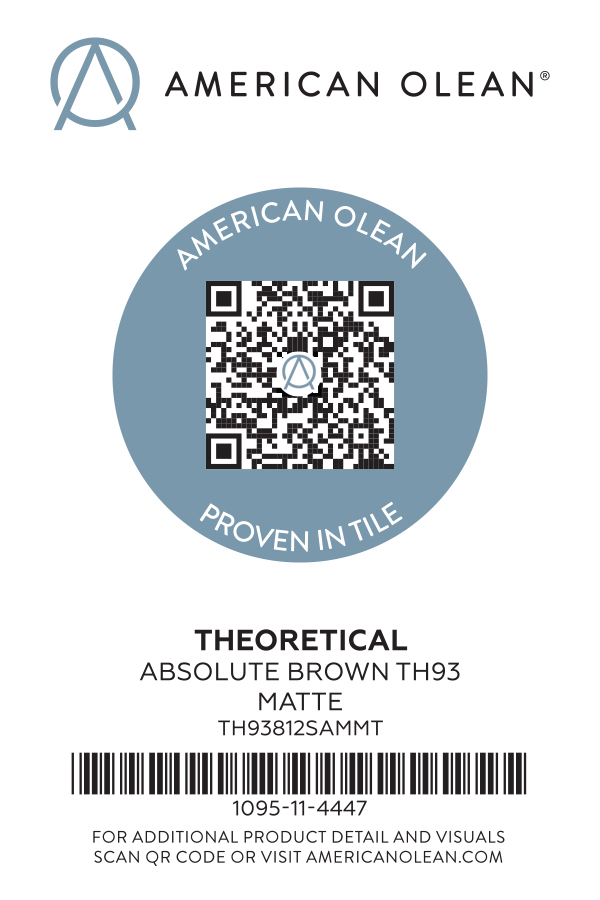 AMERICAN OLEAN®
AMERICAN OLEAN
PROVEN IN TILE
THEORETICAL
ABSOLUTE BROWN TH93
MATTE
TH93812SAMMT
1095-11-4447
FOR ADDITIONAL PRODUCT DETAIL AND VISUALS
SCAN QR CODE OR VISIT AMERICANOLEAN.COM